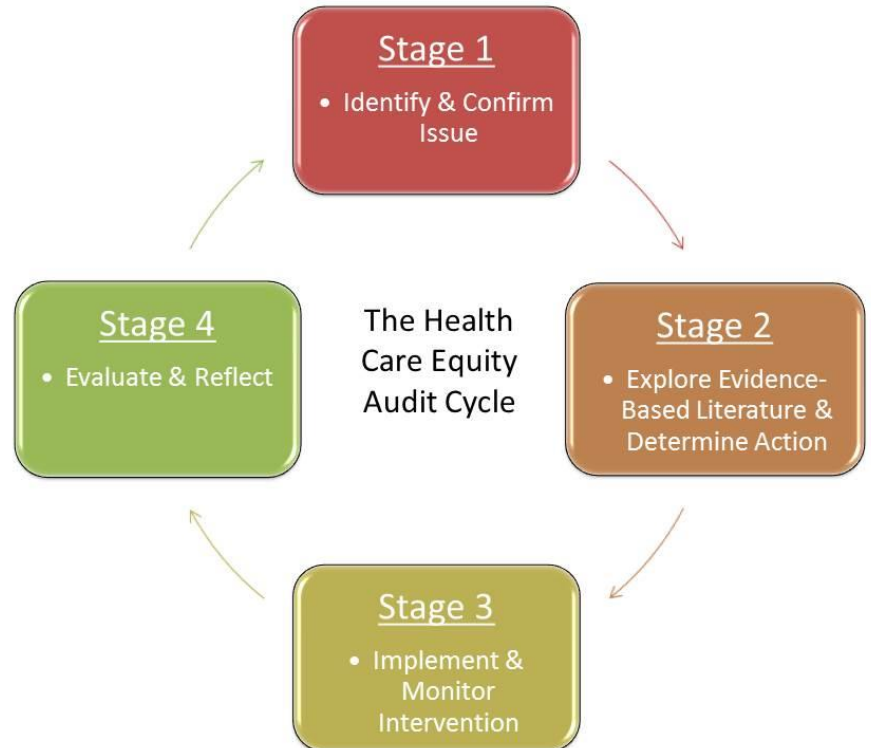 Stage 1
• Identify & Confirm
Issue
Stage 2
• Explore Evidence-
Based Literature &
Determine Action
Stage 3
• Implement &
Monitor
Intervention
Stage 4
• Evaluate & Reflect
The Health
Care Equity
Audit Cycle